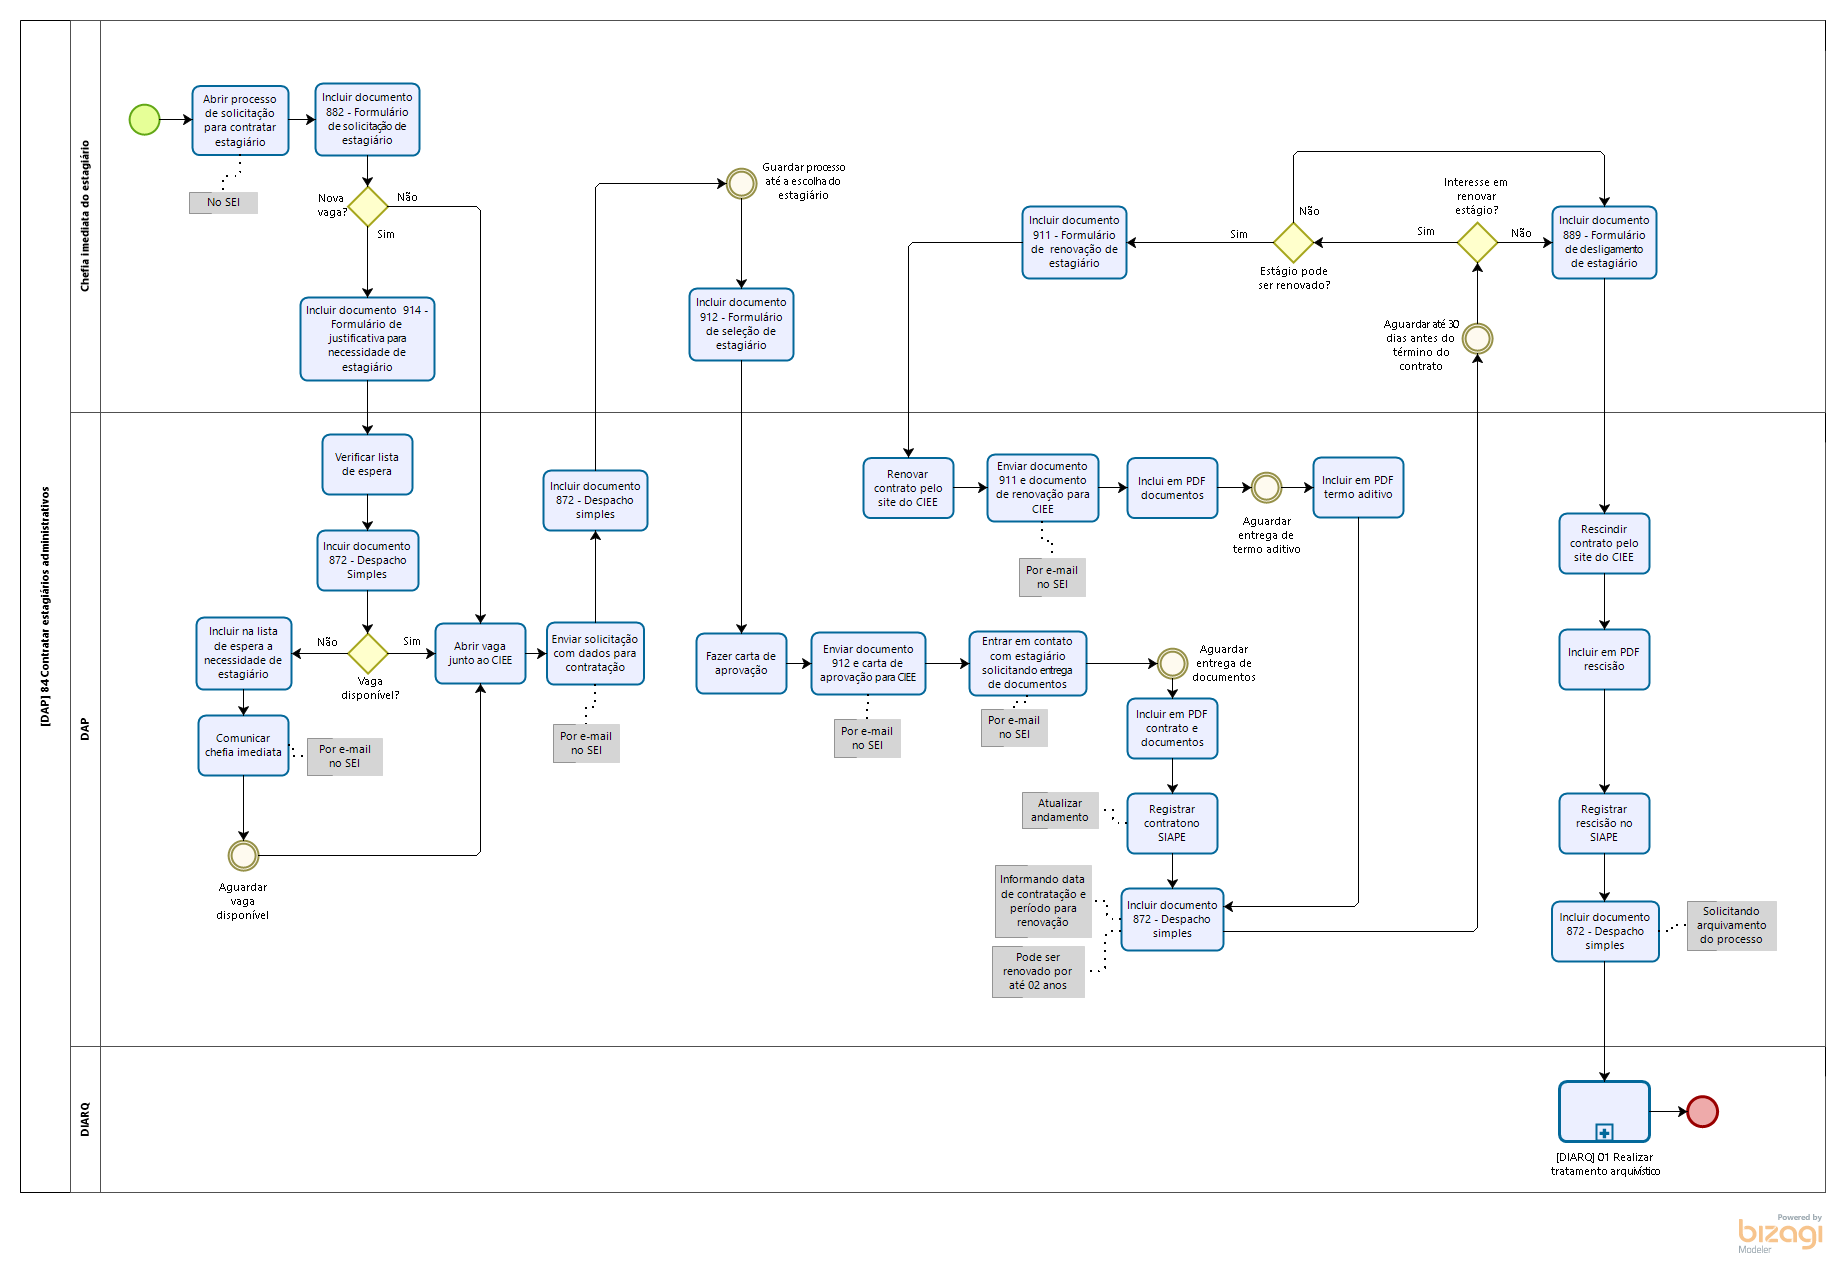 [DAP] 84 Contratar estagiários administrativos
Chefia imediata do estagiário
Abrir processo
de solicitação
para contratar
estagiário
No SEI
Incluir documento
882 - Formulário
de solicitação de
estagiário
Nova
vaga?
Não
Sim
Incluir documento 914 -
Formulário de
justificativa para
necessidade de
estagiário
Guardar processo
até a escolha do
estagiário
Incluir documento
912 - Formulário
de seleção de
estagiário
Incluir documento
911 - Formulário
de renovação de
estagiário
Sim
Não
Estágio pode
ser renovado?
Sim
Interesse em
renovar
estágio?
Não
Aguardar até 30
dias antes do
término do
contrato
Incluir documento
889 - Formulário
de desligamento
de estagiário
DAP
Verificar lista
de espera
Incuir documento
872 - Despacho
Simples
Não
Sim
Vaga
disponível?
Incluir na lista
de espera a
necessidade de
estagiário
Comunicar
chefia imediata
Por e-mail
no SEI
Aguardar
vaga
disponível
Abrir vaga
junto ao CIEE
Enviar solicitação
com dados para
contratação
Por e-mail
no SEI
Incluir documento
872 - Despacho
simples
Fazer carta de
aprovação
Enviar documento
912 e carta de
aprovação para CIEE
Por e-mail
no SEI
Entrar em contato
com estagiário
solicitando entrega
de documentos
Por e-mail
no SEI
Aguardar
entrega de
documentos
Incluir em PDF
contrato e
documentos
Registrar
contratono
SIAPE
Atualizar
andamento
Incluir documento
872 - Despacho
simples
Informando data
de contratação e
período para
renovação
Pode ser
renovado por
até 02 anos
Renovar
contrato pelo
site do CIEE
Enviar documento
911 e documento
de renovação para
CIEE
Por e-mail
no SEI
Inclui em PDF
documentos
Aguardar
entrega de
termo aditivo
Incluir em PDF
termo aditivo
Rescindir
contrato pelo
site do CIEE
Incluir em PDF
rescisão
Registrar
rescisão no
SIAPE
Incluir documento
872 - Despacho
simples
Solicitando
arquivamento
do processo
DIARQ
[DIARQ] 01 Realizar
tratamento arquivístico
Powered by
bizagi
Modeler